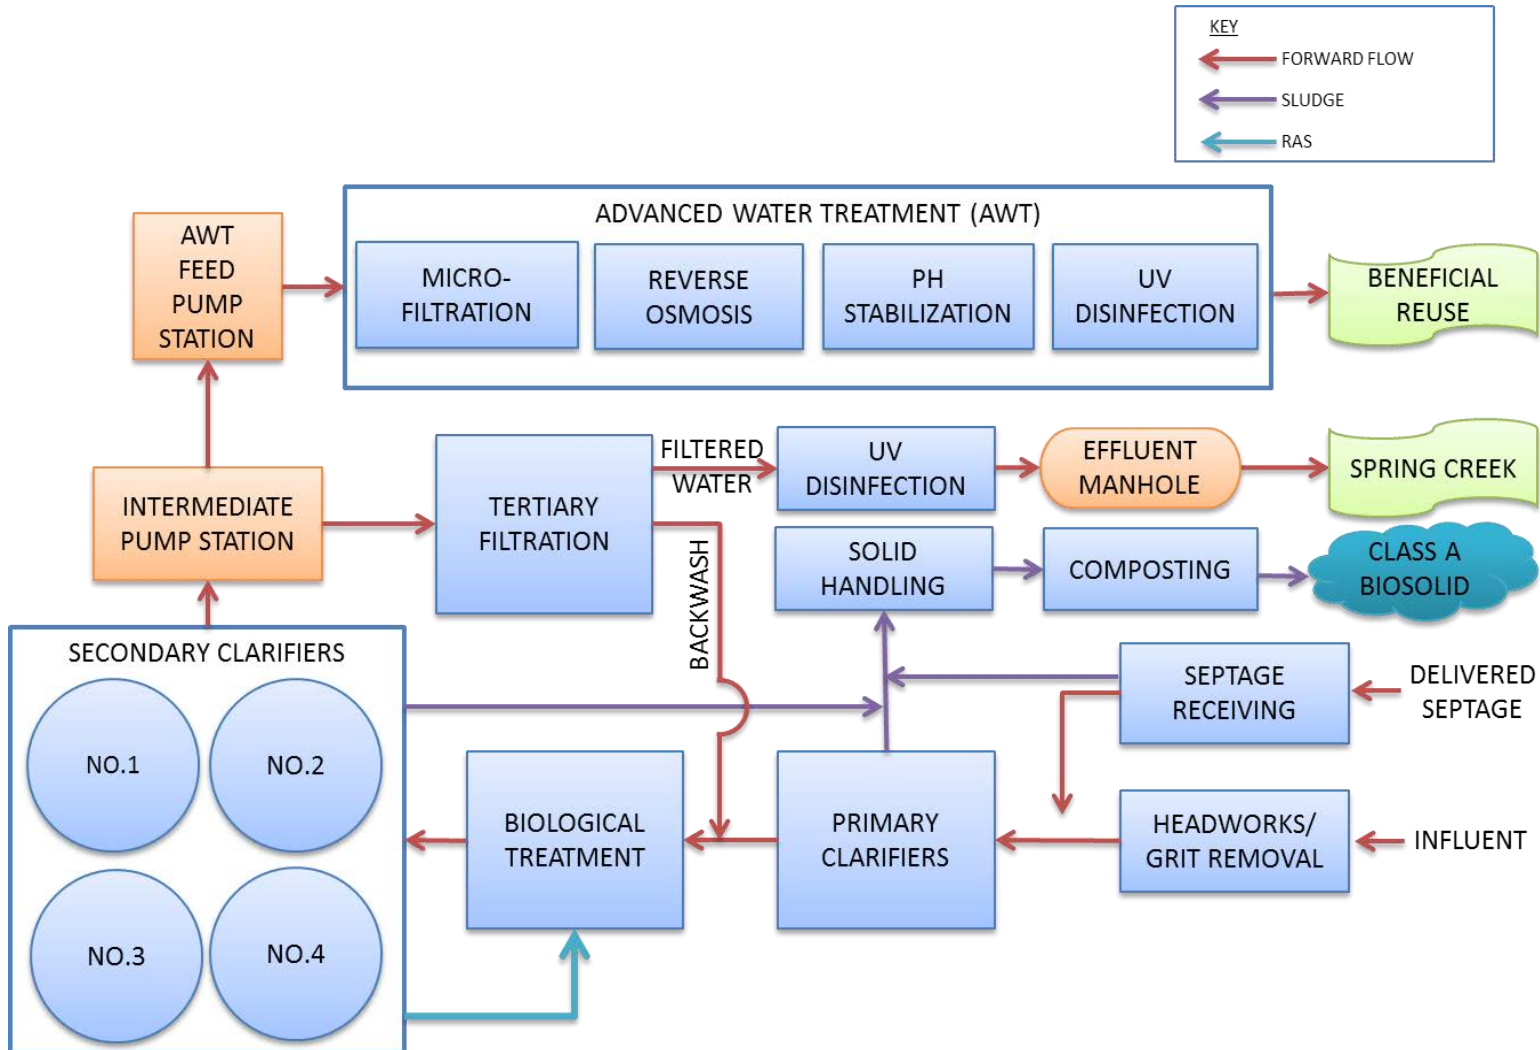 KEY
FORWARD FLOW
SLUDGE
RAS
ADVANCED WATER TREATMENT (AWT)
AWT
FEED
PUMP
STATION
MICRO-
FILTRATION
REVERSE
OSMOSIS
PH
STABILIZATION
UV
DISINFECTION
BENEFICIAL
REUSE
INTERMEDIATE
PUMP STATION
TERTIARY
FILTRATION
FILTERED
WATER
UV
DISINFECTION
EFFLUENT
MANHOLE
SPRING CREEK
BACKWASH
SOLID
HANDLING
COMPOSTING
CLASS A
BIOSOLID
SECONDARY CLARIFIERS
NO.1
NO.2
NO.3
NO.4
SEPTAGE
RECEIVING
DELIVERED
SEPTAGE
BIOLOGICAL
TREATMENT
PRIMARY
CLARIFIERS
HEADWORKS/
GRIT REMOVAL
INFLUENT